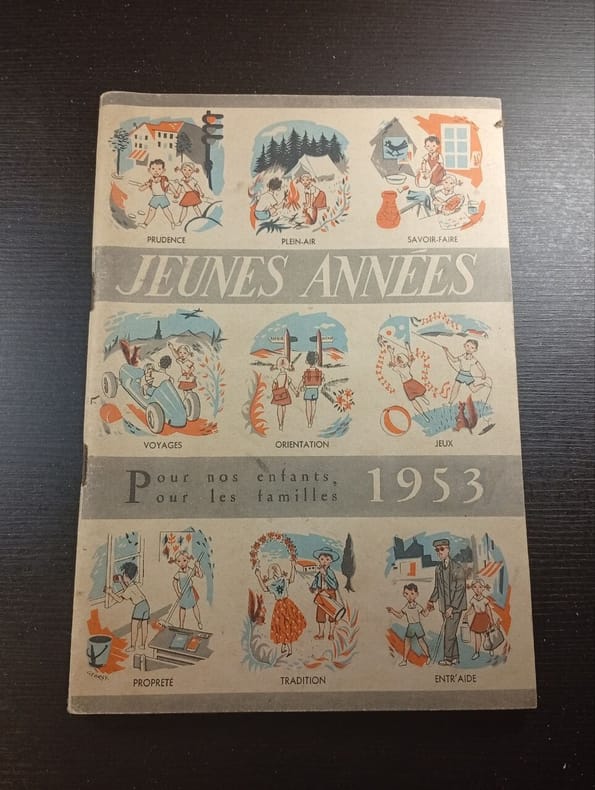 PRUDENCE PLEIN-AIR SAVOIR-FAIRE
JEUNES ANNÉES
VOYAGES ORIENTATION JEUX
Pour nos enfants,
Pour les familles
1953
PROPRETÉ TRADITION ENTR'AIDE